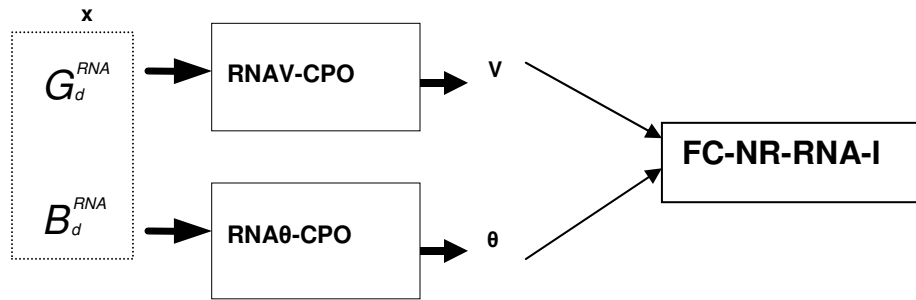 x
G_d^RNA
RNAV-CPO
V
FC-NR-RNA-I
B_d^RNA
RNAθ-CPO
θ